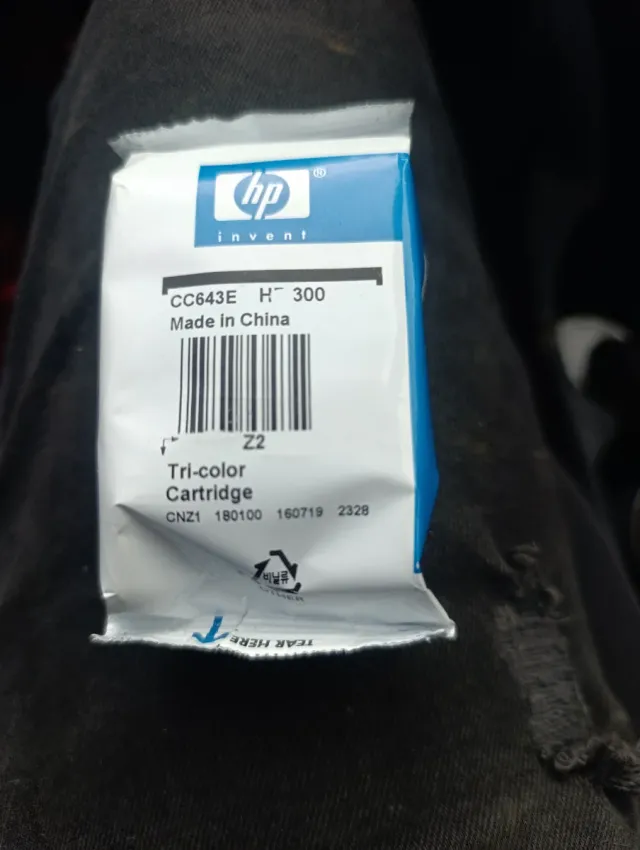 hp®
invent
CC643E H 300
Made in China
Z2
Tri-color
Cartridge
CNZ1 180100 160719 2328
비닐류
OTHER
TEAR HERE